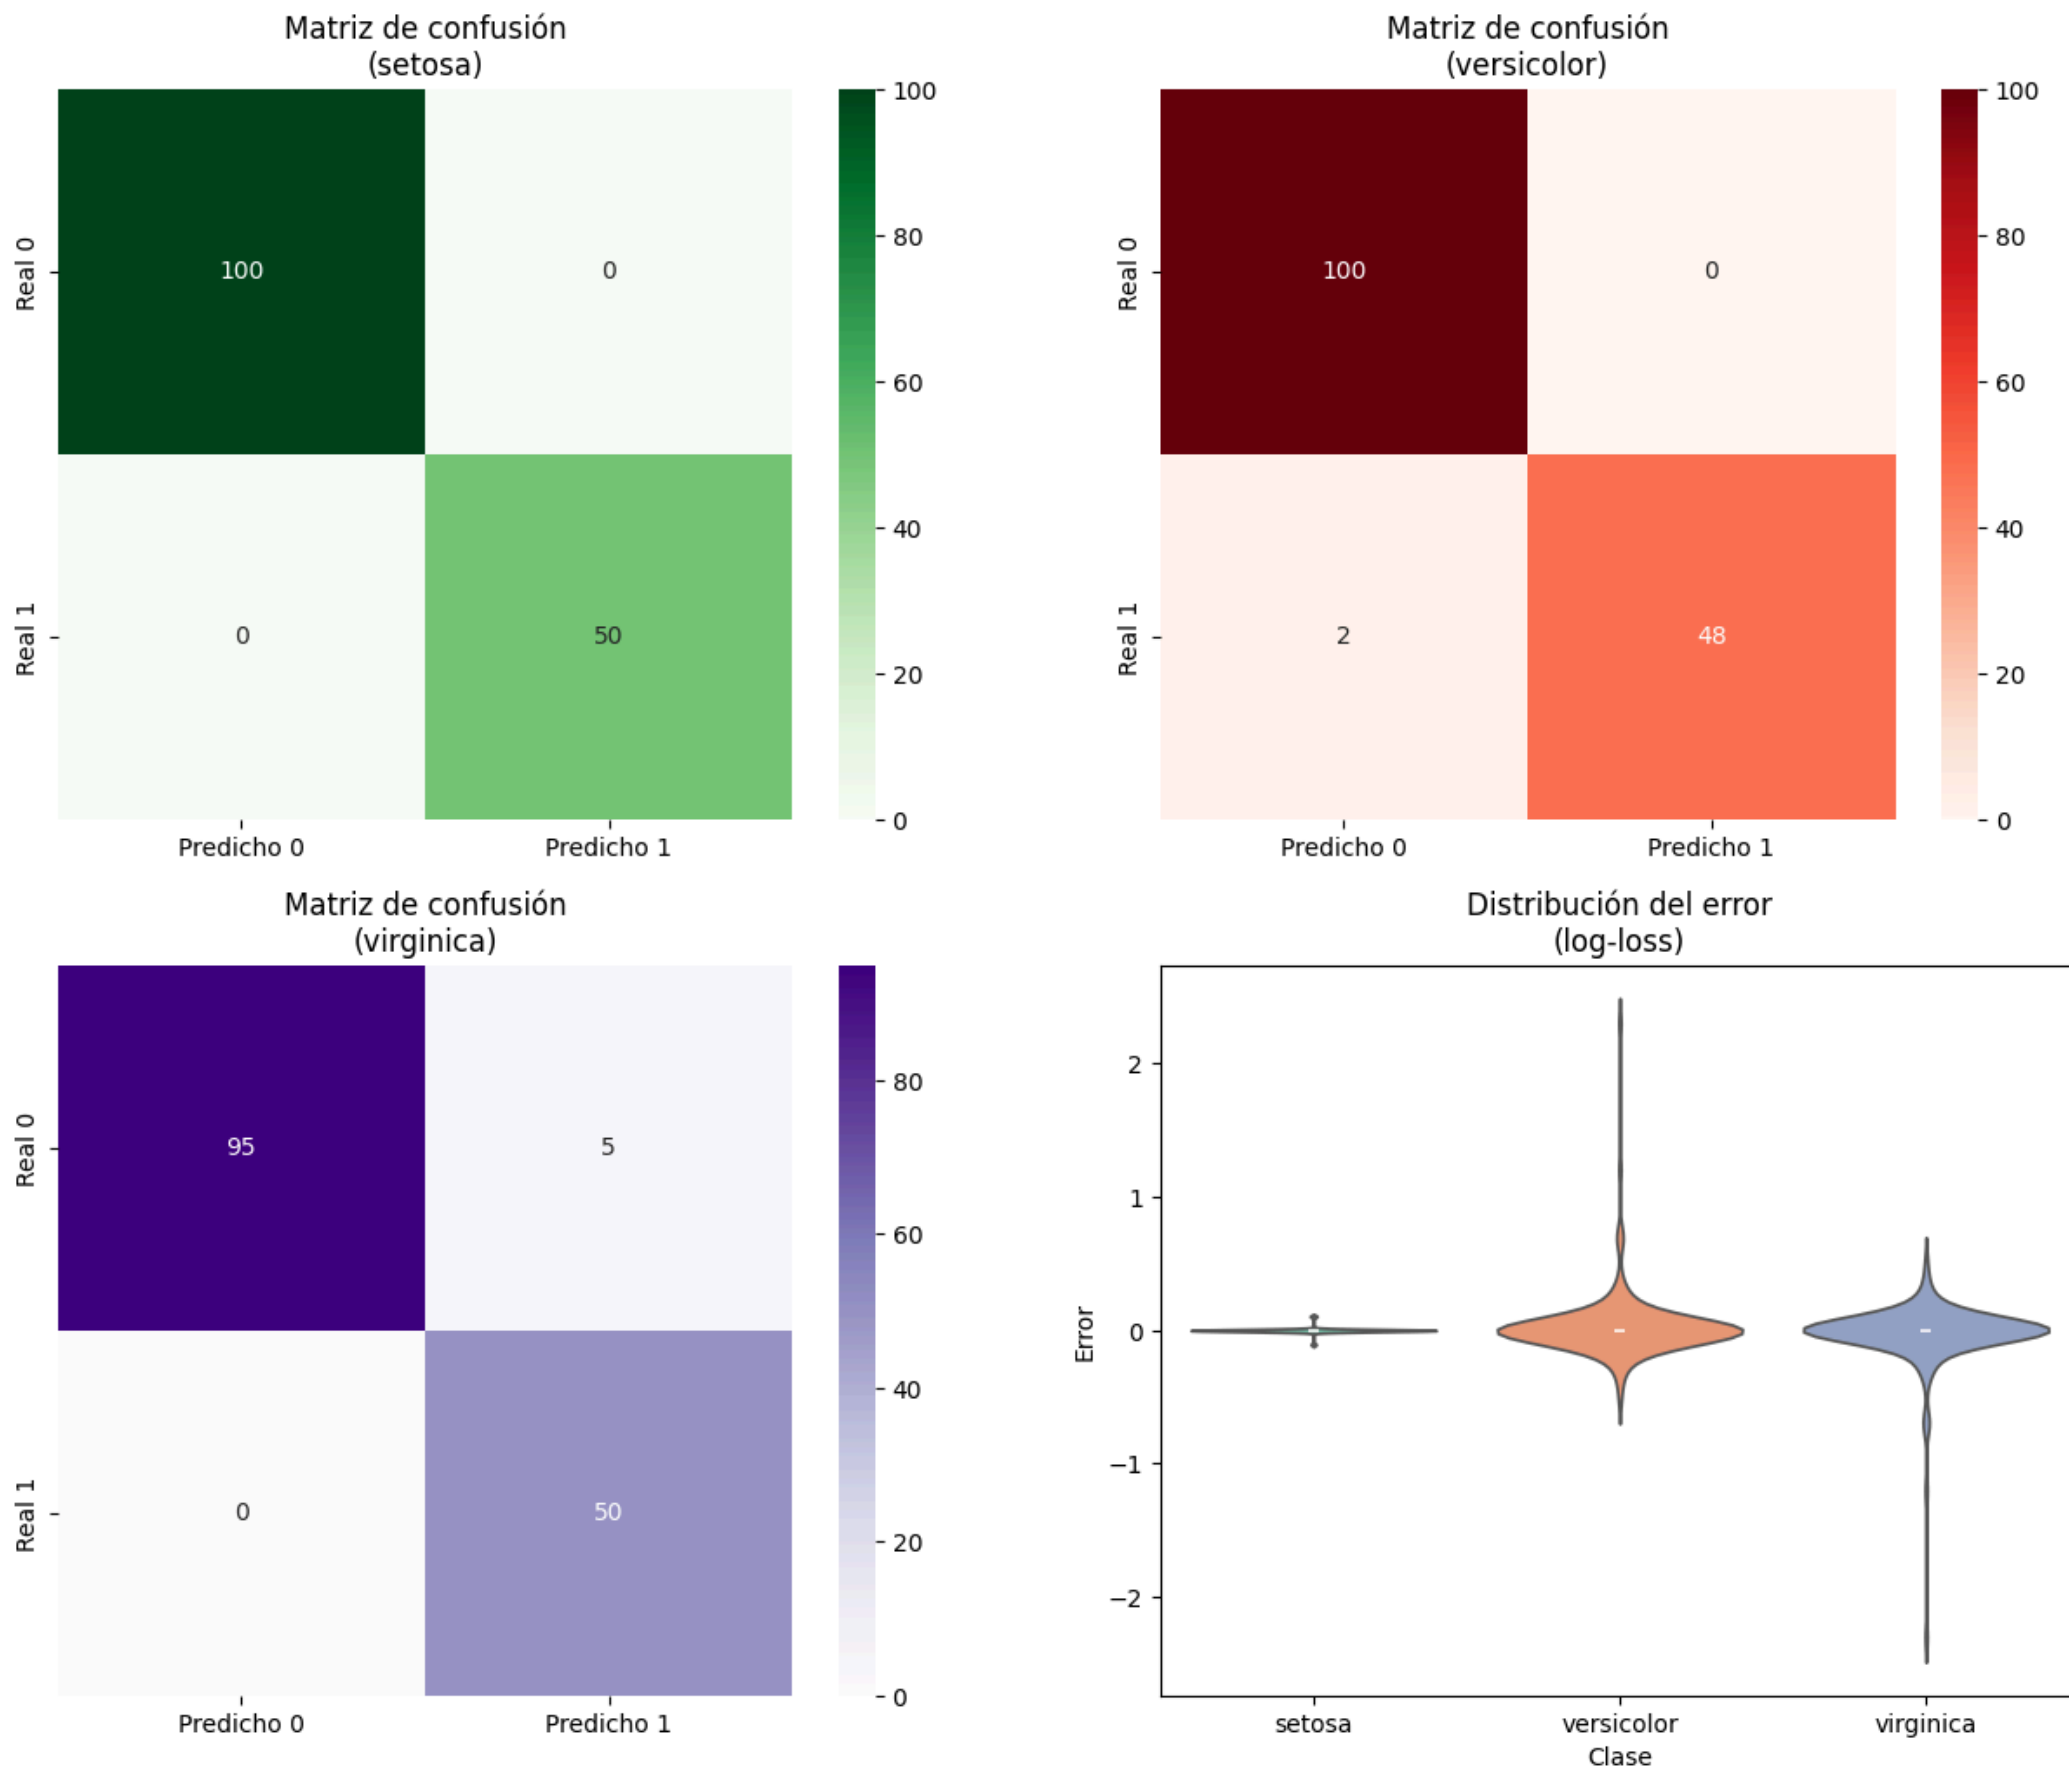 Matriz de confusión
(setosa)
Real 0
Real 1
100
0
0
50
Predicho 0
Predicho 1
100
80
60
40
20
0
Matriz de confusión
(versicolor)
Real 0
Real 1
100
0
2
48
Predicho 0
Predicho 1
100
80
60
40
20
0
Matriz de confusión
(virginica)
Real 0
Real 1
95
5
0
50
Predicho 0
Predicho 1
80
60
40
20
0
Distribución del error
(log-loss)
Error
2
1
0
−1
−2
setosa
versicolor
virginica
Clase